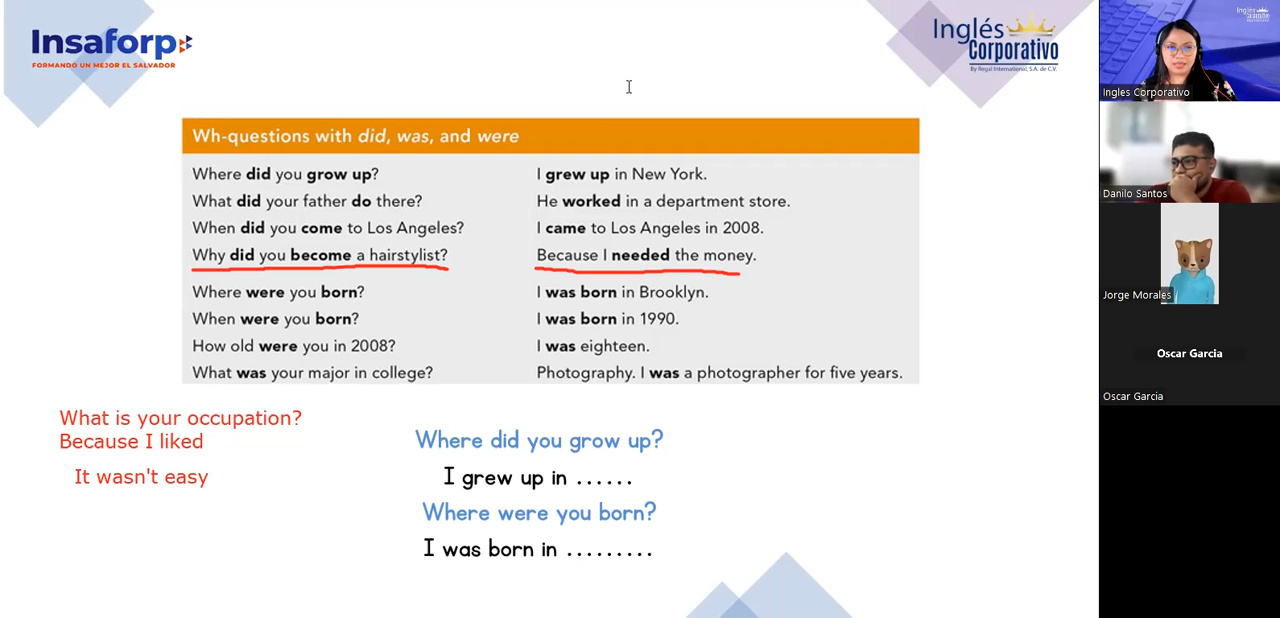 Insaforp
FORMANDO UN MEJOR EL SALVADOR
Inglés
Corporativo
By Regal International, S.A. de C.V.
Wh-questions with did, was, and were
Where did you grow up? I grew up in New York.
What did your father do there? He worked in a department store.
When did you come to Los Angeles? I came to Los Angeles in 2008.
Why did you become a hairstylist? Because I needed the money.
Where were you born? I was born in Brooklyn.
When were you born? I was born in 1990.
How old were you in 2008? I was eighteen.
What was your major in college? Photography. I was a photographer for five years.
What is your occupation?
Because I liked
It wasn't easy
Where did you grow up?
I grew up in ......
Where were you born?
I was born in .........
Inglés
Ingles Corporativo
Danilo Santos
Jorge Morales
Oscar Garcia
Oscar Garcia